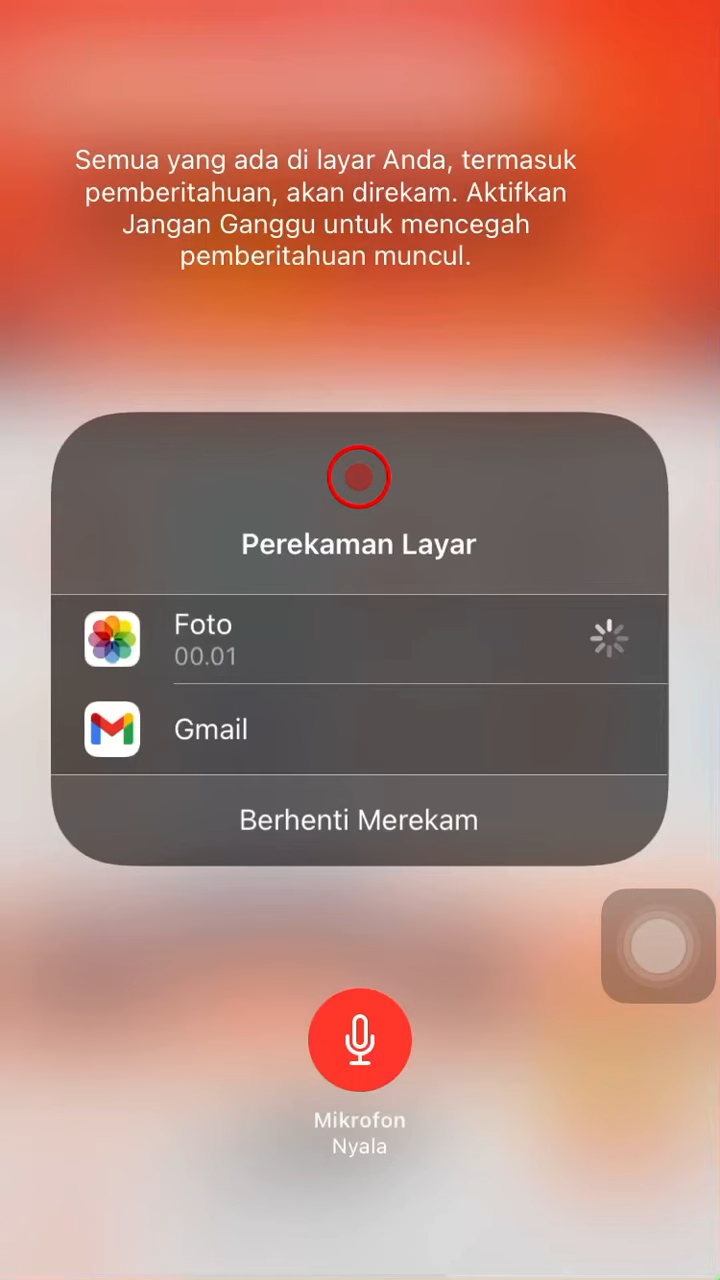 Semua yang ada di layar Anda, termasuk
pemberitahuan, akan direkam. Aktifkan
Jangan Ganggu untuk mencegah
pemberitahuan muncul.
Perekaman Layar
Foto
00.01
Gmail
Berhenti Merekam
Mikrofon
Nyala